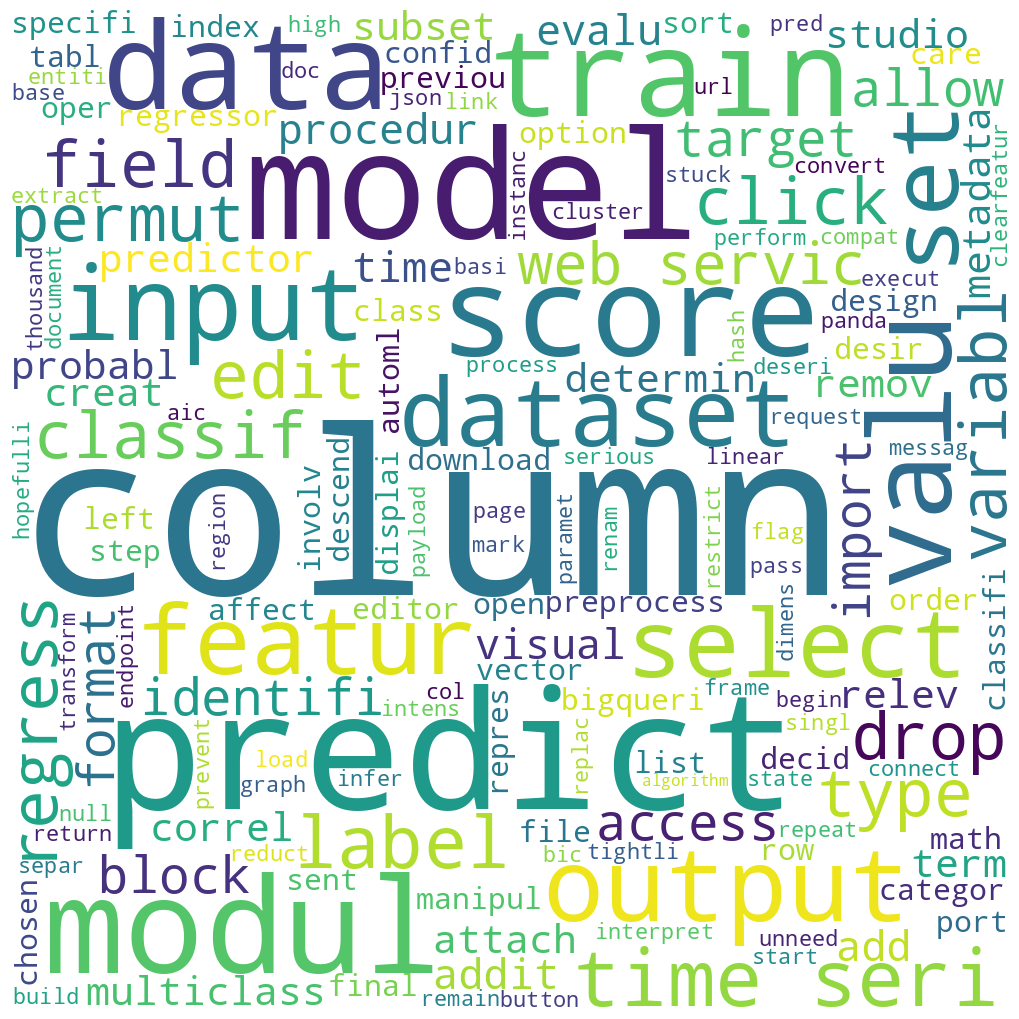 specifi
index
high
subset
evalu
sort
pred
studio
tabl
data
doc
confid
train
care
entiti
previou
url
allow
base
json
link
oper
regressor
procedur
option
target
convert
metadata
clearfeatur
field
model
instanc
stuck
set
extract
permut
cluster
click
perform
compat
predictor
time
basi
web servic
execut
thousand
document
input
class
score
hash
design
panda
variabl
probabl
edit
automl
process
determin
deseri
desir
creat
aic
dataset
remov
classif
request
valu
hopefulli
column
descend
displai
download
serious
linear
import
messag
left
region
involv
payload
page
paramet
renam
restrict
flag
step
mark
pass
regress
format
transform
endpoint
affect
editor
open
preprocess
dimens
order
classifi
featur
visual
select
identifi
col
intens
vector
repres
bigqueri
frame
begin
relev
prevent
predict
replac
singl
drop
load
graph
infer
list
algorithm
state
decid
connect
null
return
correl
label
file
access
type
repeat
math
separ
reduct
bic
tightli
row
term
block
sent
output
categor
chosen
modul
manipul
port
attach
interpret
unneed
add
start
build
multiclass
final
addit
remain
button
time seri